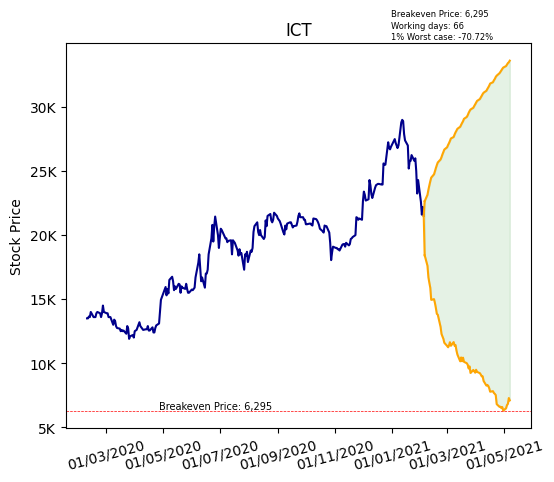 Breakeven Price: 6,295
Working days: 66
1% Worst case: -70.72%
ICT
Stock Price
30K
25K
20K
15K
10K
5K
Breakeven Price: 6,295
01/03/2020
01/05/2020
01/07/2020
01/09/2020
01/11/2020
01/01/2021
01/03/2021
01/05/2021